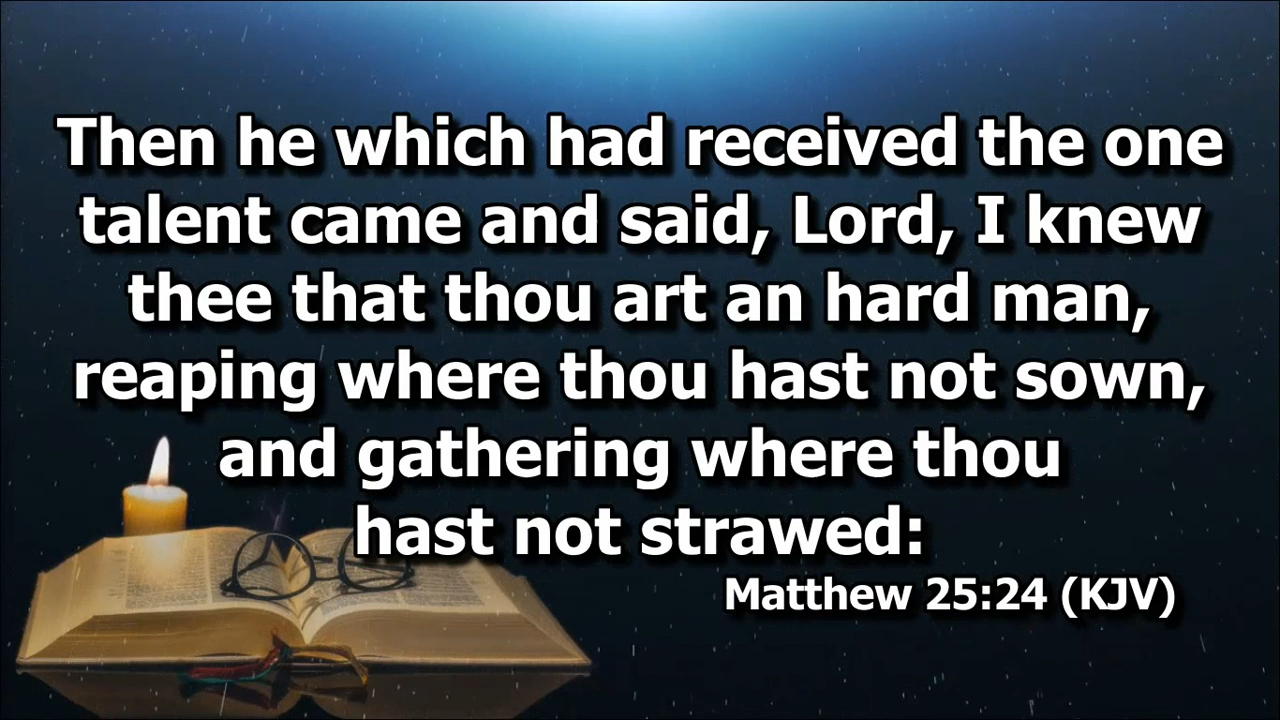 Then he which had received the one
talent came and said, Lord, I knew
thee that thou art an hard man,
reaping where thou hast not sown,
and gathering where thou
hast not strawed:
Matthew 25:24 (KJV)